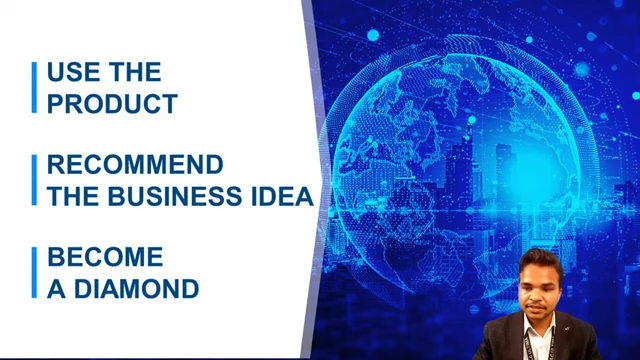 USE THE
PRODUCT
RECOMMEND
THE BUSINESS IDEA
BECOME
A DIAMOND